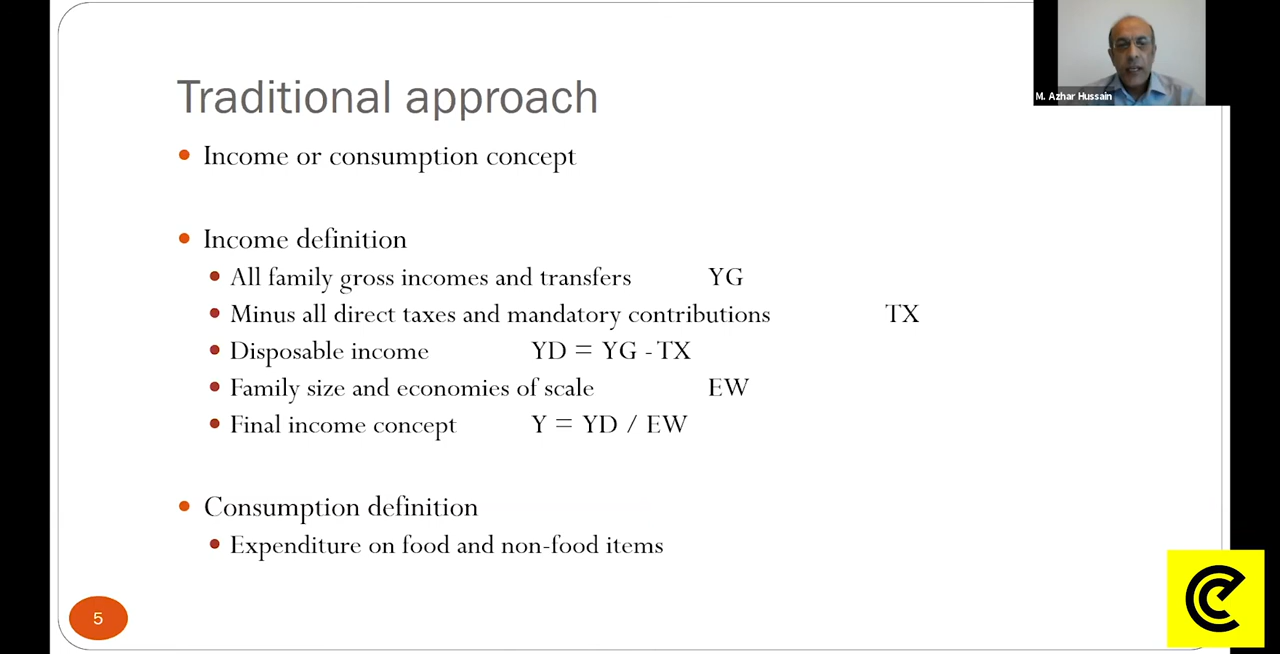 M. Azhar Hussain
Traditional approach
Income or consumption concept
Income definition
All family gross incomes and transfers YG
Minus all direct taxes and mandatory contributions TX
Disposable income YD = YG - TX
Family size and economies of scale EW
Final income concept Y = YD / EW
Consumption definition
Expenditure on food and non-food items
5